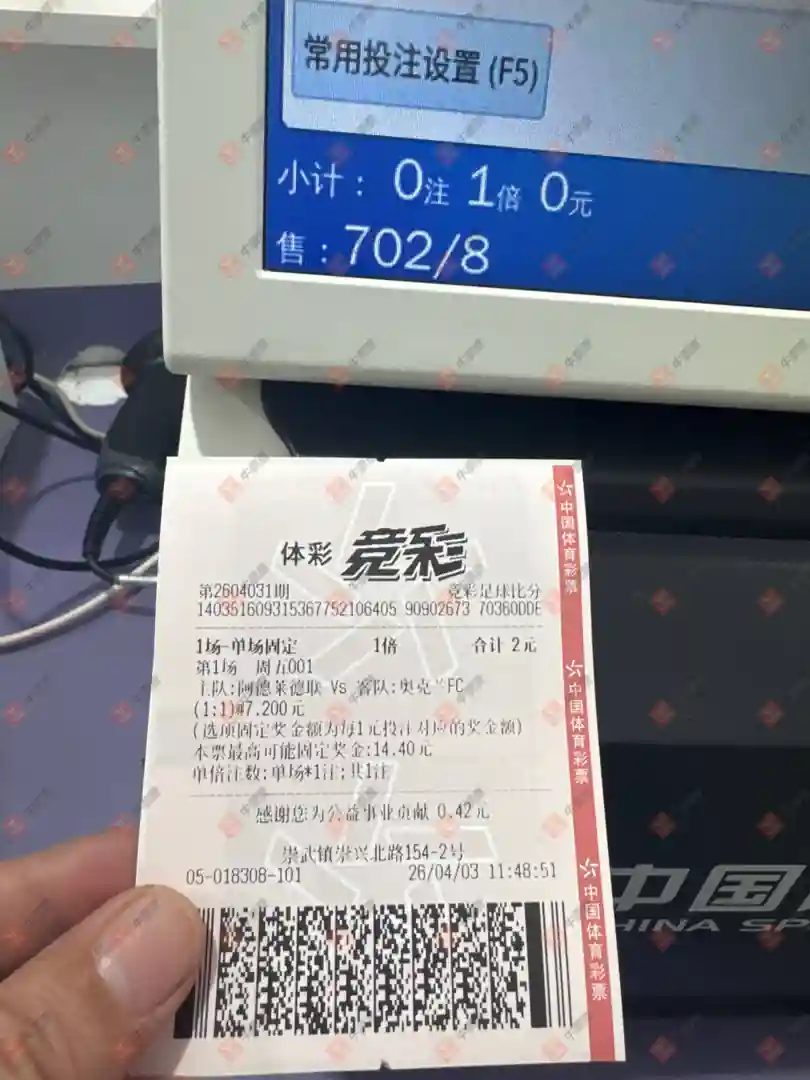 常用投注设置 (F5)
小计： 0注 1倍 0元
售：702/8
体彩 竞彩
第2604031期 竞彩足球比分
140351609315367752106405 90902673 70360DDE
1场-单场固定 1倍 合计 2元
第1场 周五001
主队:阿德莱德联 Vs 客队:奥克兰FC
(1:1)@7.200元
(选项固定奖金额为每1元投注对应的奖金额)
本票最高可能固定奖金:14.40元
单倍注数:单场*1注;共1注
感谢您为公益事业贡献 0.42元
崇武镇崇兴北路154-2号
05-018308-101 26/04/03 11:48:51
中国体育彩票
中国体育彩票
中国体育彩票
中国
CHINA SP